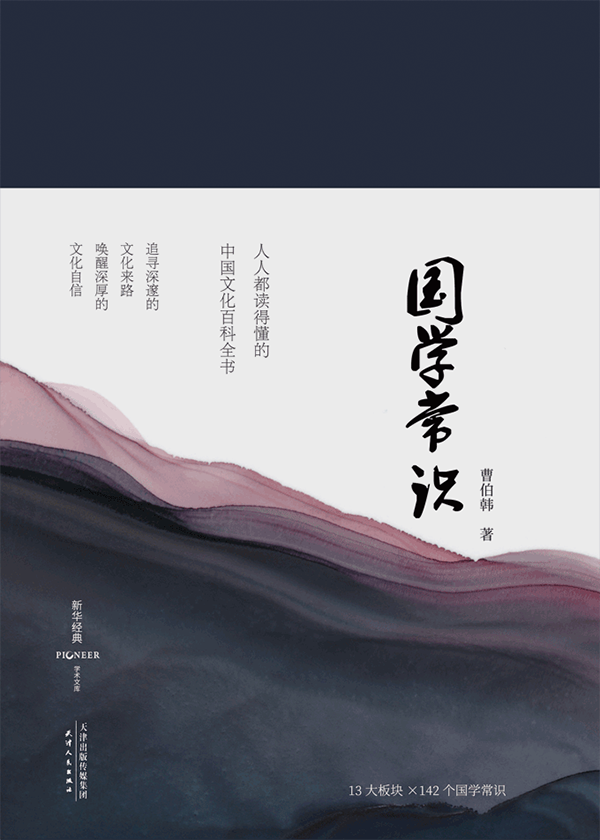 国学常识
曹伯韩 著
人人都读得懂的
中国文化百科全书
追寻深邃的
文化来路
唤醒深厚的
文化自信
新华经典
PIONEER
学术文库
天津出版传媒集团
天津人民出版社
13 大板块 ×142 个国学常识